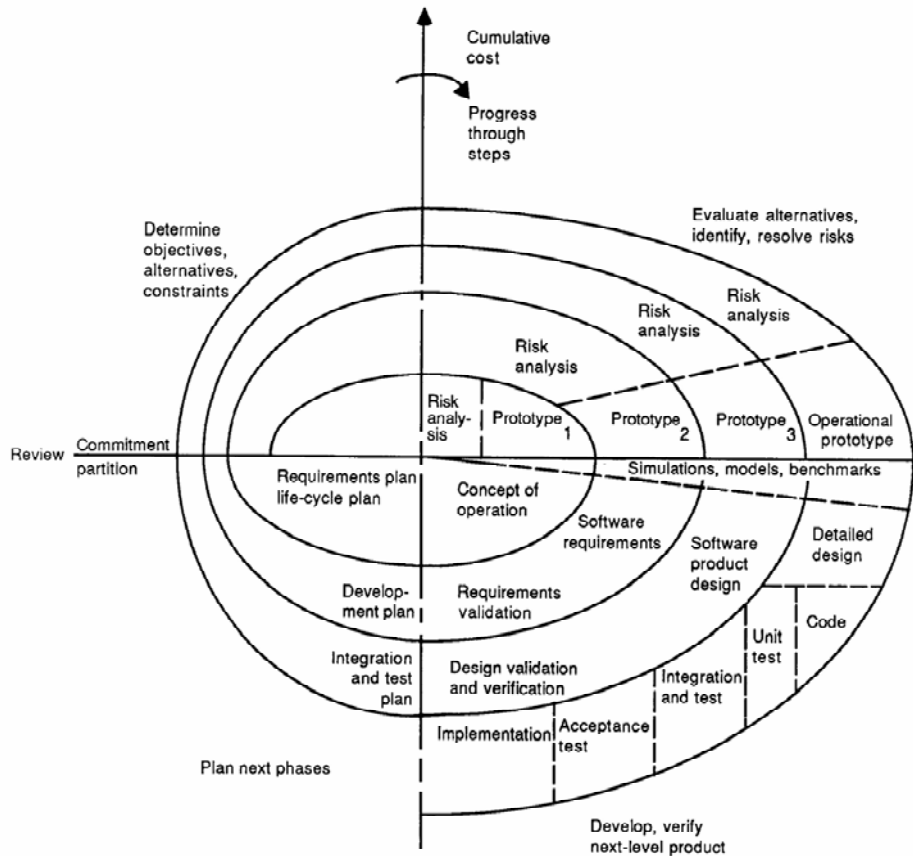 Cumulative
cost
Progress
through
steps
Determine
objectives,
alternatives,
constraints
Evaluate alternatives,
identify, resolve risks
Risk
analysis
Risk
analysis
Risk
analysis
Risk
analy-
sis
Prototype 1
Prototype 2
Prototype 3
Operational
prototype
Review
Commitment
partition
Simulations, models, benchmarks
Requirements plan
life-cycle plan
Concept of
operation
Software
requirements
Software
product
design
Detailed
design
Develop-
ment plan
Requirements
validation
Code
Unit
test
Integration
and test
plan
Design validation
and verification
Integration
and test
Acceptance
test
Implementation
Plan next phases
Develop, verify
next-level product